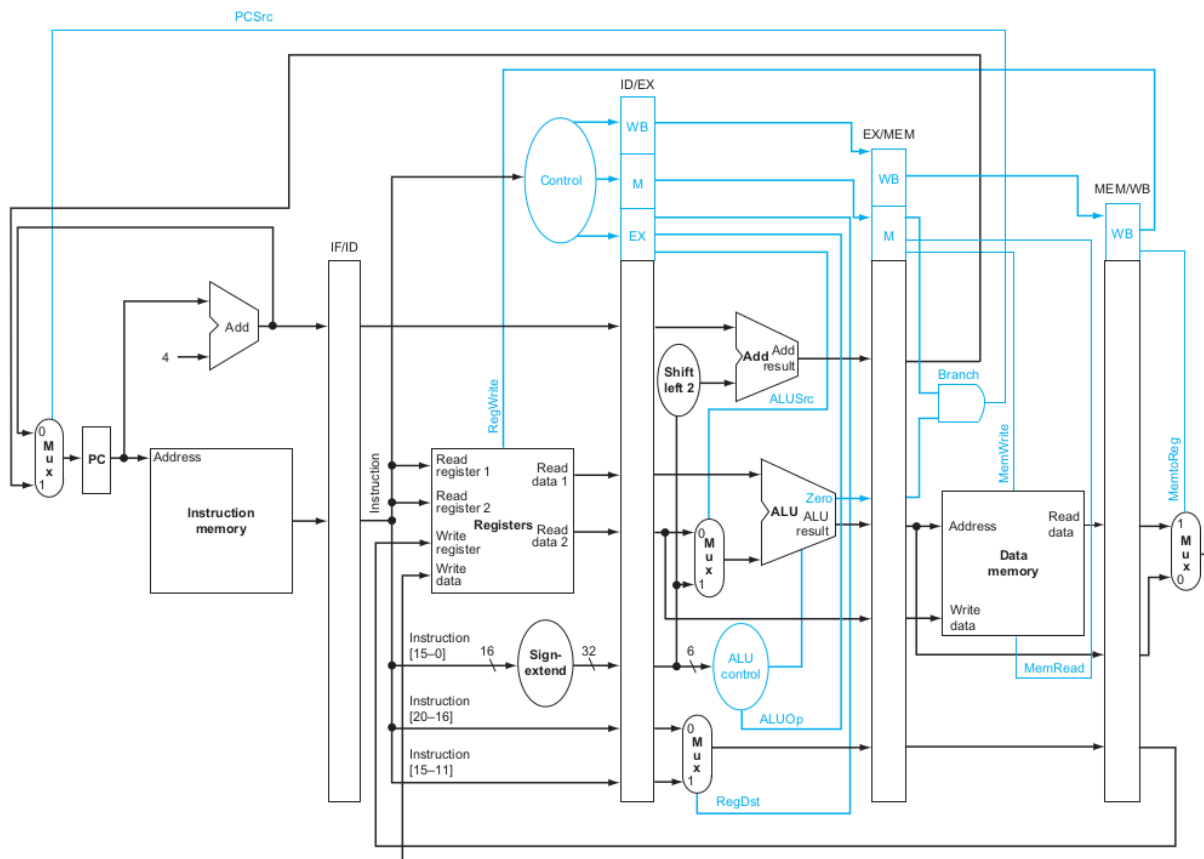 PCSrc
ID/EX
WB
EX/MEM
Control
M
WB
MEM/WB
EX
M
WB
IF/ID
Add
4
Add
Add
result
Shift
left 2
Branch
ALUSrc
RegWrite
MemWrite
MemtoReg
0
M
u
x
1
PC
Address
Instruction
memory
Instruction
Read
register 1
Read
register 2
Write
register
Write
data
Registers
Read
data 1
Read
data 2
0
M
u
x
1
Zero
ALU
ALU
result
Address
Read
data
Data
memory
Write
data
1
M
u
x
0
Instruction
[15–0]
16
Sign-
extend
32
6
ALU
control
MemRead
Instruction
[20–16]
ALUOp
0
M
u
x
1
Instruction
[15–11]
RegDst